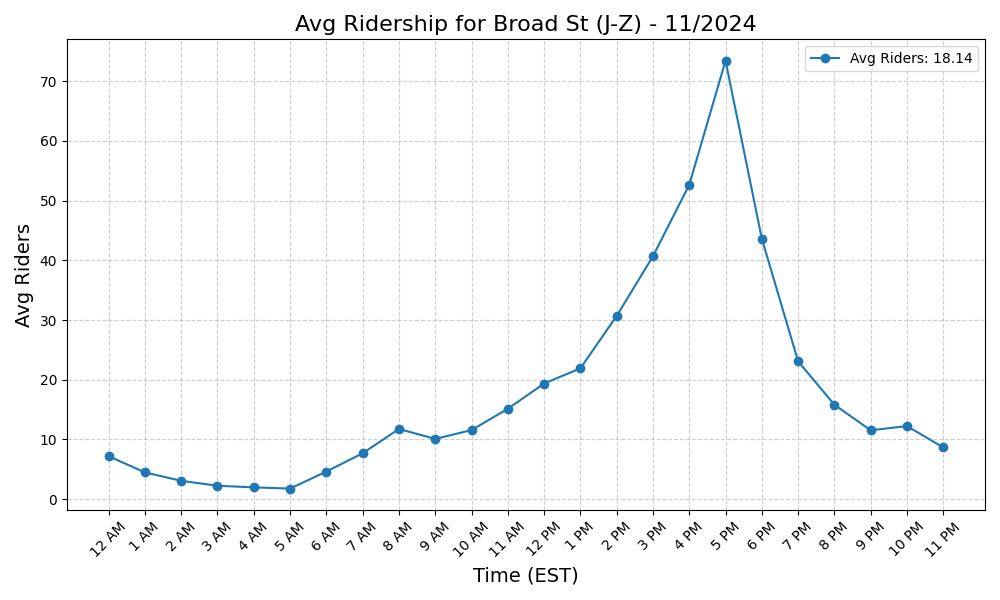 Avg Ridership for Broad St (J-Z) - 11/2024
Avg Riders: 18.14
Avg Riders
70
60
50
40
30
20
10
0
12 AM
1 AM
2 AM
3 AM
4 AM
5 AM
6 AM
7 AM
8 AM
9 AM
10 AM
11 AM
12 PM
1 PM
2 PM
3 PM
4 PM
5 PM
6 PM
7 PM
8 PM
9 PM
10 PM
11 PM
Time (EST)